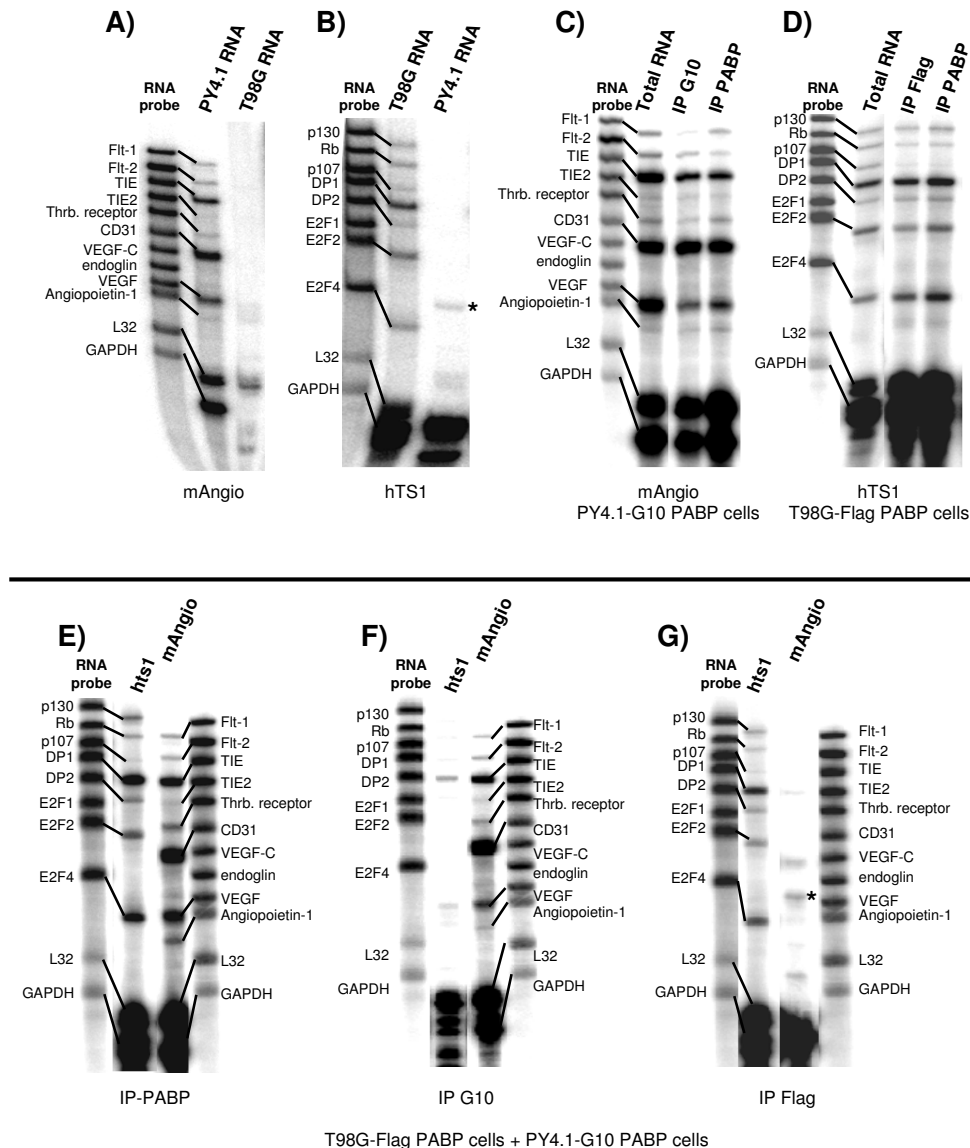 A)
RNA
probe
PY4.1 RNA
T98G RNA
Flt-1
Flt-2
TIE
TIE2
Thrb. receptor
CD31
VEGF-C
endoglin
VEGF
Angiopoietin-1
L32
GAPDH
mAngio
B)
RNA
probe
T98G RNA
PY4.1 RNA
p130
Rb
p107
DP1
DP2
E2F1
E2F2
E2F4
*
L32
GAPDH
hTS1
C)
RNA
probe
Total RNA
IP G10
IP PABP
Flt-1
Flt-2
TIE
TIE2
Thrb. receptor
CD31
VEGF-C
endoglin
VEGF
Angiopoietin-1
L32
GAPDH
mAngio
PY4.1-G10 PABP cells
D)
RNA
probe
Total RNA
IP Flag
IP PABP
p130
Rb
p107
DP1
DP2
E2F1
E2F2
E2F4
L32
GAPDH
hTS1
T98G-Flag PABP cells
E)
RNA
probe
hts1
mAngio
p130
Rb
p107
DP1
DP2
E2F1
E2F2
E2F4
L32
GAPDH
Flt-1
Flt-2
TIE
TIE2
Thrb. receptor
CD31
VEGF-C
endoglin
VEGF
Angiopoietin-1
L32
GAPDH
IP-PABP
F)
RNA
probe
hts1
mAngio
p130
Rb
p107
DP1
DP2
E2F1
E2F2
E2F4
L32
GAPDH
Flt-1
Flt-2
TIE
TIE2
Thrb. receptor
CD31
VEGF-C
endoglin
VEGF
Angiopoietin-1
L32
GAPDH
IP G10
G)
RNA
probe
hts1
mAngio
p130
Rb
p107
DP1
DP2
E2F1
E2F2
E2F4
L32
GAPDH
*
Flt-1
Flt-2
TIE
TIE2
Thrb. receptor
CD31
VEGF-C
endoglin
VEGF
Angiopoietin-1
L32
GAPDH
IP Flag
T98G-Flag PABP cells + PY4.1-G10 PABP cells